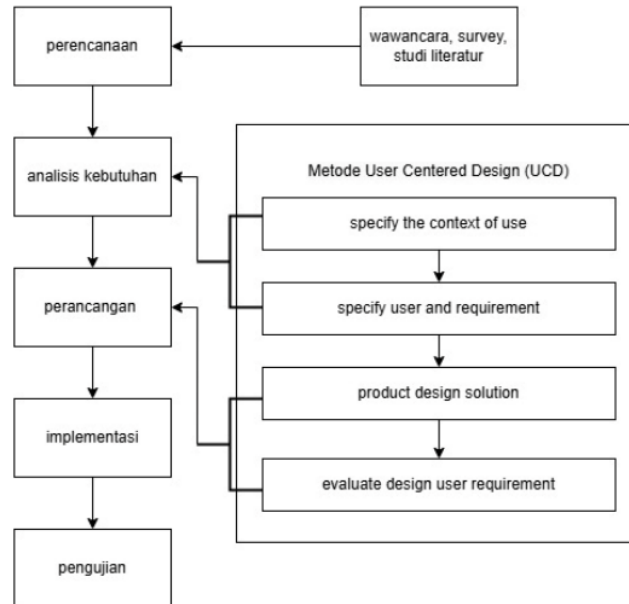 perencanaan
wawancara, survey,
studi literatur
analisis kebutuhan
Metode User Centered Design (UCD)
specify the context of use
specify user and requirement
perancangan
product design solution
implementasi
evaluate design user requirement
pengujian